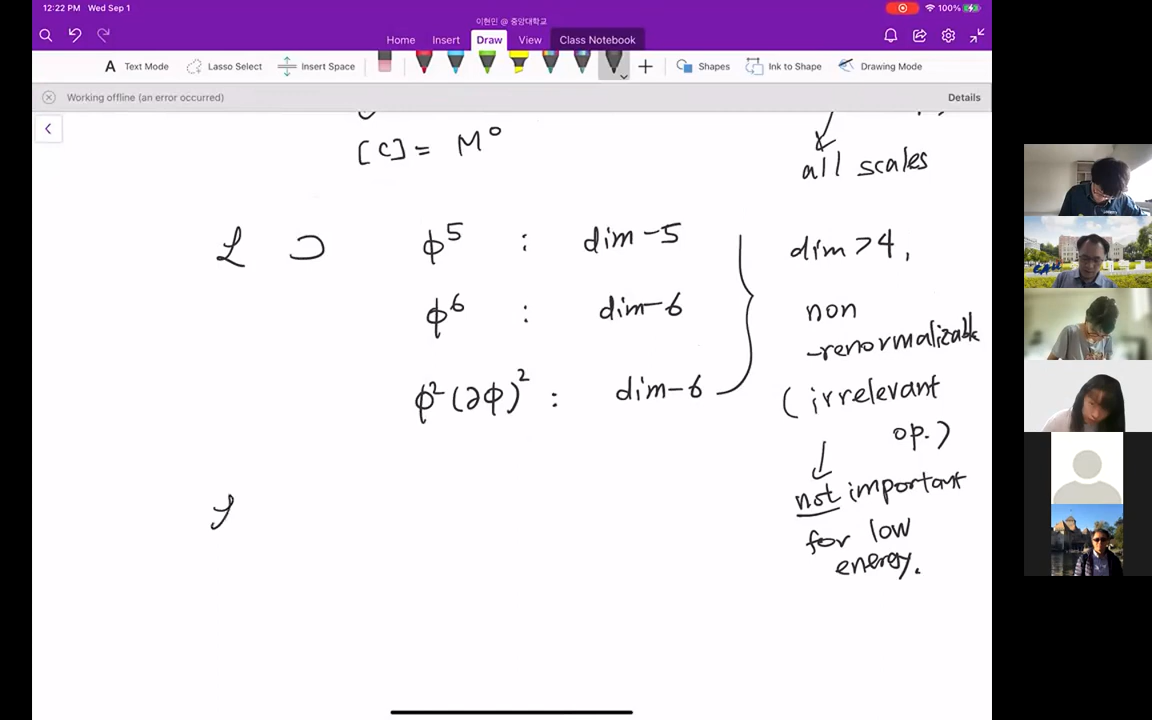 12:22 PM Wed Sep 1
100%
이현민 @ 중앙대학교
Home Insert Draw View Class Notebook
Text Mode Lasso Select Insert Space Shapes Ink to Shape Drawing Mode
Working offline (an error occurred) Details
[c] = M⁰
all scales
ℒ ⊃ ϕ⁵ : dim-5
ϕ⁶ : dim-6
ϕ²(∂ϕ)² : dim-6
dim>4,
non
-renormalizable
(irrelevant
op.)
↓
not important
for low
energy.